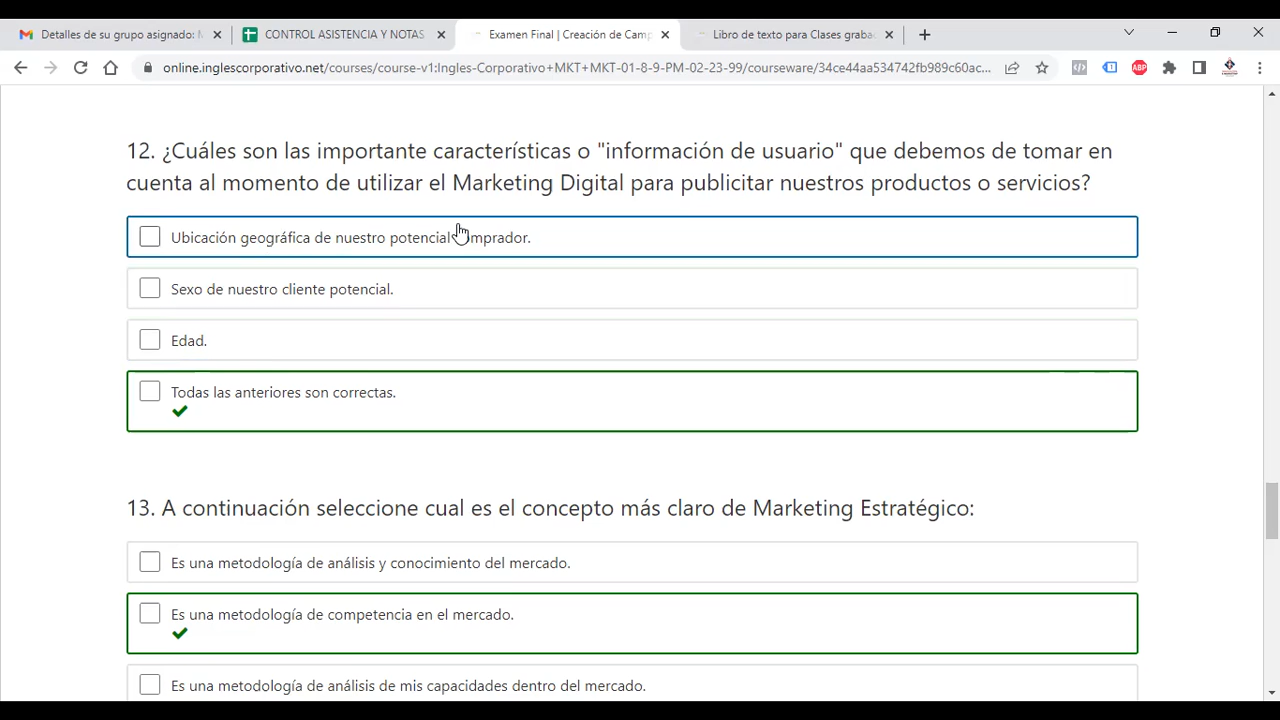 Detalles de su grupo asignado: M
CONTROL ASISTENCIA Y NOTAS
Examen Final | Creación de Camp
Libro de texto para Clases graba
online.inglescorporativo.net/courses/course-v1:Ingles-Corporativo+MKT+MKT-01-8-9-PM-02-23-99/courseware/34ce44aa534742fb989c60ac...
ABP
12. ¿Cuáles son las importante características o "información de usuario" que debemos de tomar en
cuenta al momento de utilizar el Marketing Digital para publicitar nuestros productos o servicios?
Ubicación geográfica de nuestro potencial mprador.
Sexo de nuestro cliente potencial.
Edad.
Todas las anteriores son correctas.
13. A continuación seleccione cual es el concepto más claro de Marketing Estratégico:
Es una metodología de análisis y conocimiento del mercado.
Es una metodología de competencia en el mercado.
Es una metodología de análisis de mis capacidades dentro del mercado.